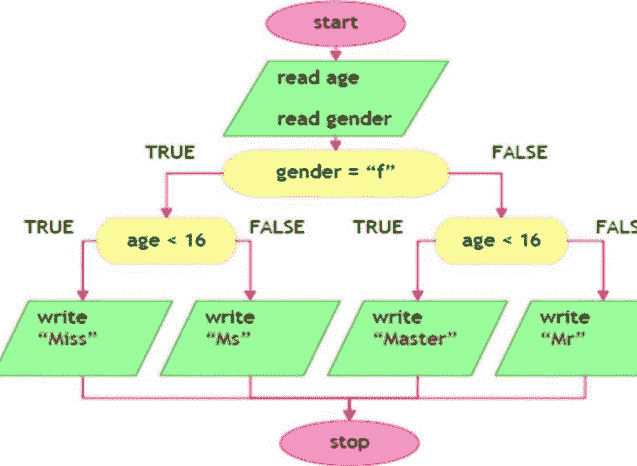 start
read age
read gender
TRUE
FALSE
gender = “f”
TRUE
FALSE
TRUE
age < 16
age < 16
write
“Miss”
write
“Ms”
write
“Master”
write
“Mr”
stop